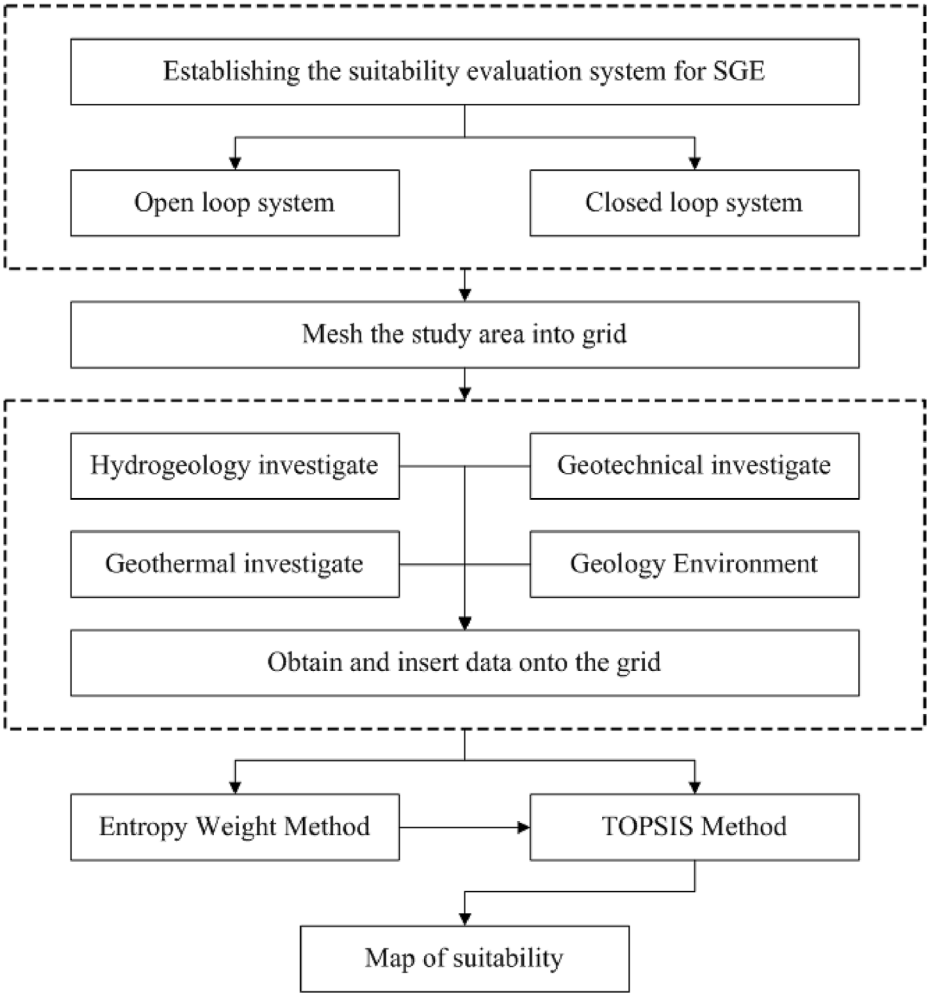 Establishing the suitability evaluation system for SGE
Open loop system
Closed loop system
Mesh the study area into grid
Hydrogeology investigate
Geotechnical investigate
Geothermal investigate
Geology Environment
Obtain and insert data onto the grid
Entropy Weight Method
TOPSIS Method
Map of suitability